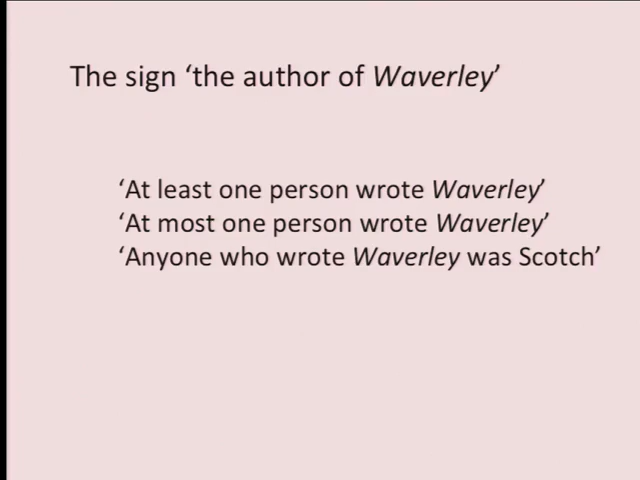 The sign ‘the author of Waverley’
‘At least one person wrote Waverley’
‘At most one person wrote Waverley’
‘Anyone who wrote Waverley was Scotch’